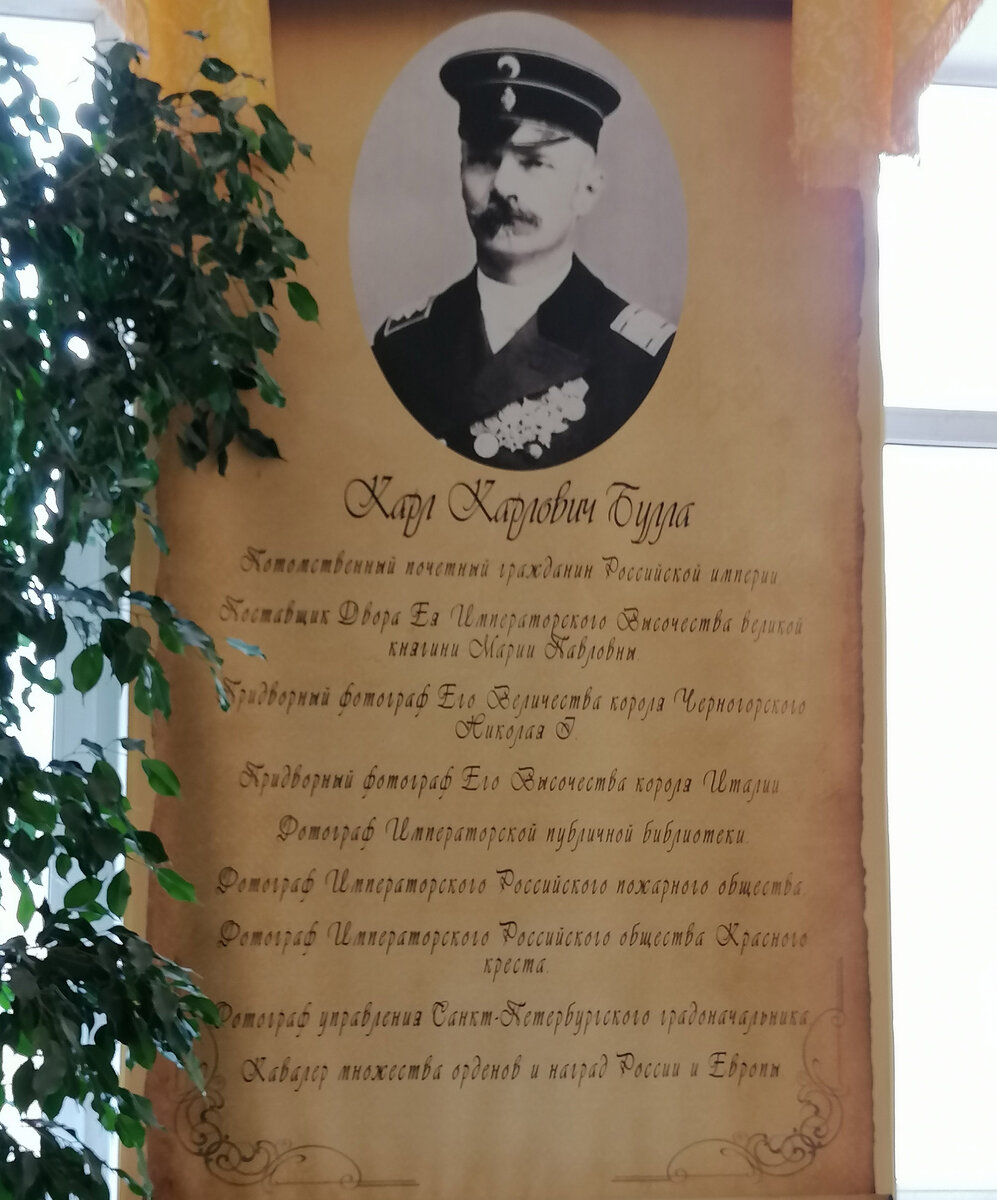 Карл Карлович Булла
Потомственный почетный гражданин Российской империи
Поставщик Двора Ея Императорского Высочества великой
княгини Марии Павловны.
Придворный фотограф Его Величества короля Черногорского
Николая I.
Придворный фотограф Его Высочества короля Италии.
Фотограф Императорской публичной библиотеки.
Фотограф Императорского Российского пожарного общества.
Фотограф Императорского Российского общества Красного
креста.
Фотограф управления Санкт-Петербургского градоначальника
Кавалер множества орденов и наград России и Европы